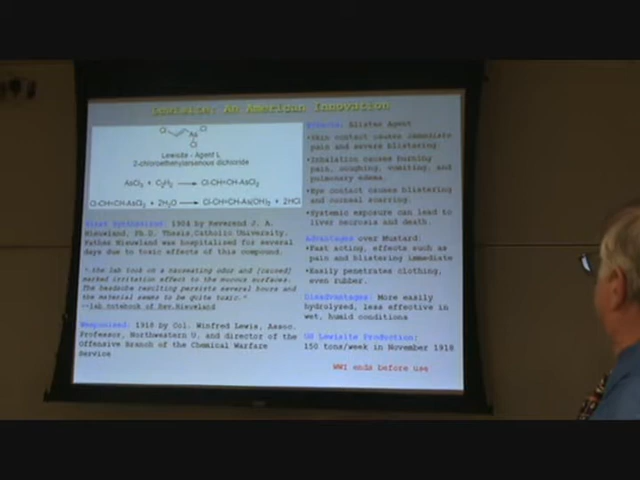 Lewisite: An American Innovation
Cl
As
Cl
Cl
Lewisite - Agent L
2-chloroethenylarsenous dichloride
AsCl3 + C2H2 → Cl-CH=CH-AsCl2
Cl-CH=CH-AsCl2 + 2H2O → Cl-CH=CH-As(OH)2 + 2HCl
First Synthesized: 1904 by Reverend J. A.
Nieuwland, Ph.D. Thesis, Catholic University.
Father Nieuwland was hospitalized for several
days due to toxic effects of this compound.
"…the lab took on a nauseating odor and [caused]
marked irritation effect to the mucous surfaces.
The headache resulting persists several hours and
the material seems to be quite toxic."
--lab notebook of Rev. Nieuwland
Weaponized: 1918 by Col. Winfred Lewis, Assoc.
Professor, Northwestern U. and director of the
Offensive Branch of the Chemical Warfare
Service
Effects: Blister Agent
•Skin contact causes immediate
pain and severe blistering
•Inhalation causes burning
pain, coughing, vomiting, and
pulmonary edema.
•Eye contact causes blistering
and corneal scarring.
•Systemic exposure can lead to
liver necrosis and death.
Advantages over Mustard:
•Fast acting, effects such as
pain and blistering immediate
•Easily penetrates clothing,
even rubber.
Disadvantages: More easily
hydrolysed, less effective in
wet, humid conditions
US Lewisite Production:
150 tons/week in November 1918
WW1 ends before use